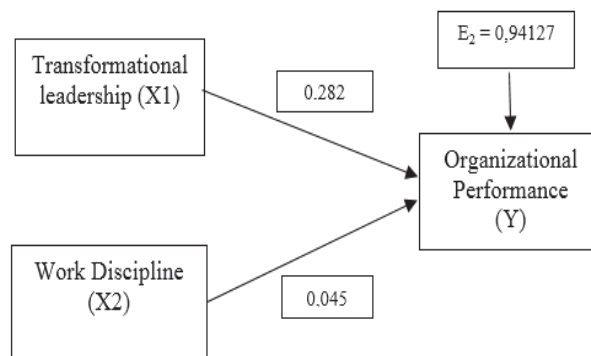 Transformational
leadership (X1)
0.282
E₂ = 0,94127
Organizational
Performance
(Y)
Work Discipline
(X2)
0,045